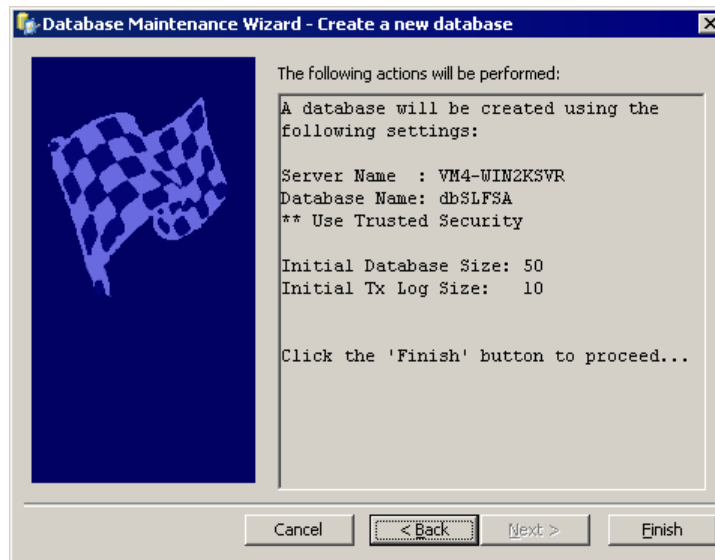 Database Maintenance Wizard - Create a new database
The following actions will be performed:
A database will be created using the
following settings:
Server Name  : VM4-WIN2KSVR
Database Name: dbSLFSA
** Use Trusted Security
Initial Database Size: 50
Initial Tx Log Size:   10
Click the 'Finish' button to proceed...
Cancel
< Back
Next >
Finish